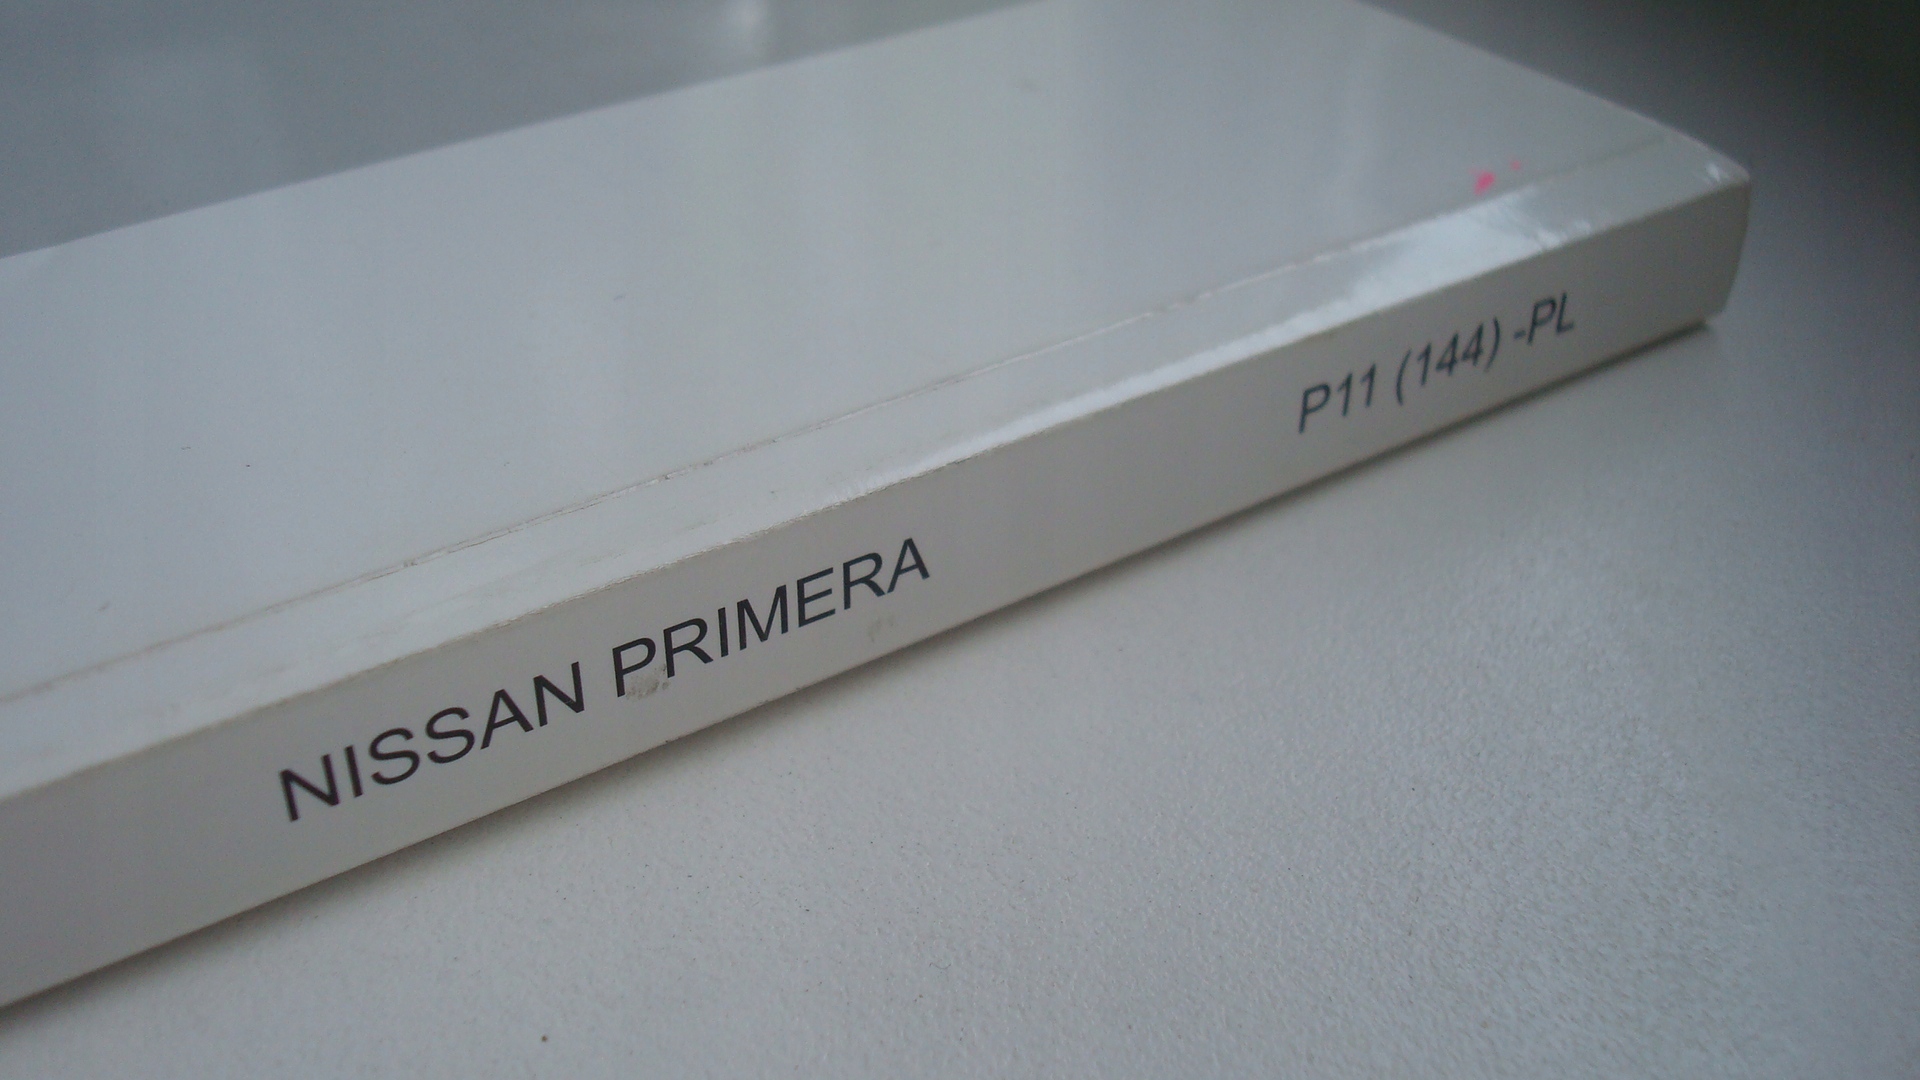 NISSAN PRIMERA
P11 (144) -PL